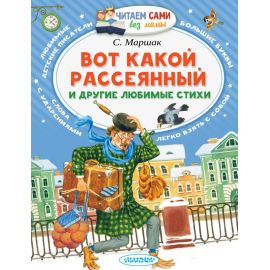 ЧИТАЕМ САМИ
без мамы
ЛЮБИМЫЕ
ДЕТСКИЕ ПИСАТЕЛИ
БОЛЬШИЕ БУКВЫ
С. Маршак
ВОТ КАКОЙ
РАССЕЯННЫЙ
И ДРУГИЕ ЛЮБИМЫЕ СТИХИ
СЛОВА
С УДАРЕНИЯМИ
ЛЕГКО ВЗЯТЬ С СОБОЙ
МАЛЫШ